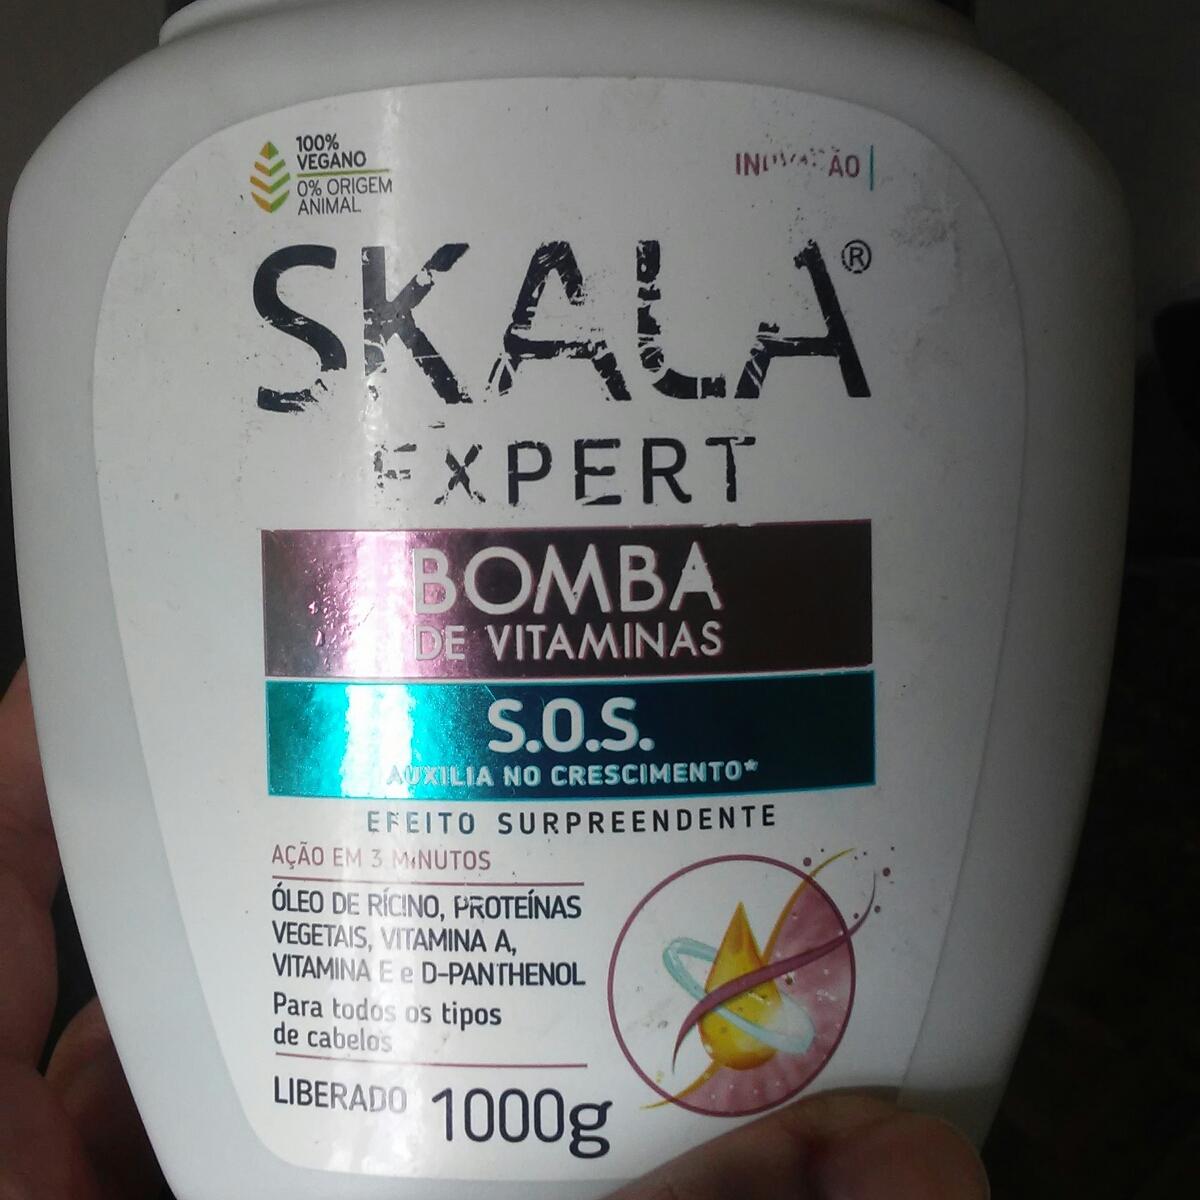 100%
VEGANO
0% ORIGEM
ANIMAL
INOVAÇÃO
SKALA®
EXPERT
BOMBA
DE VITAMINAS
S.O.S.
AUXILIA NO CRESCIMENTO*
EFEITO SURPREENDENTE
AÇÃO EM 3 MINUTOS
ÓLEO DE RÍCINO, PROTEÍNAS
VEGETAIS, VITAMINA A,
VITAMINA E e D-PANTHENOL
Para todos os tipos
de cabelos
LIBERADO 1000g